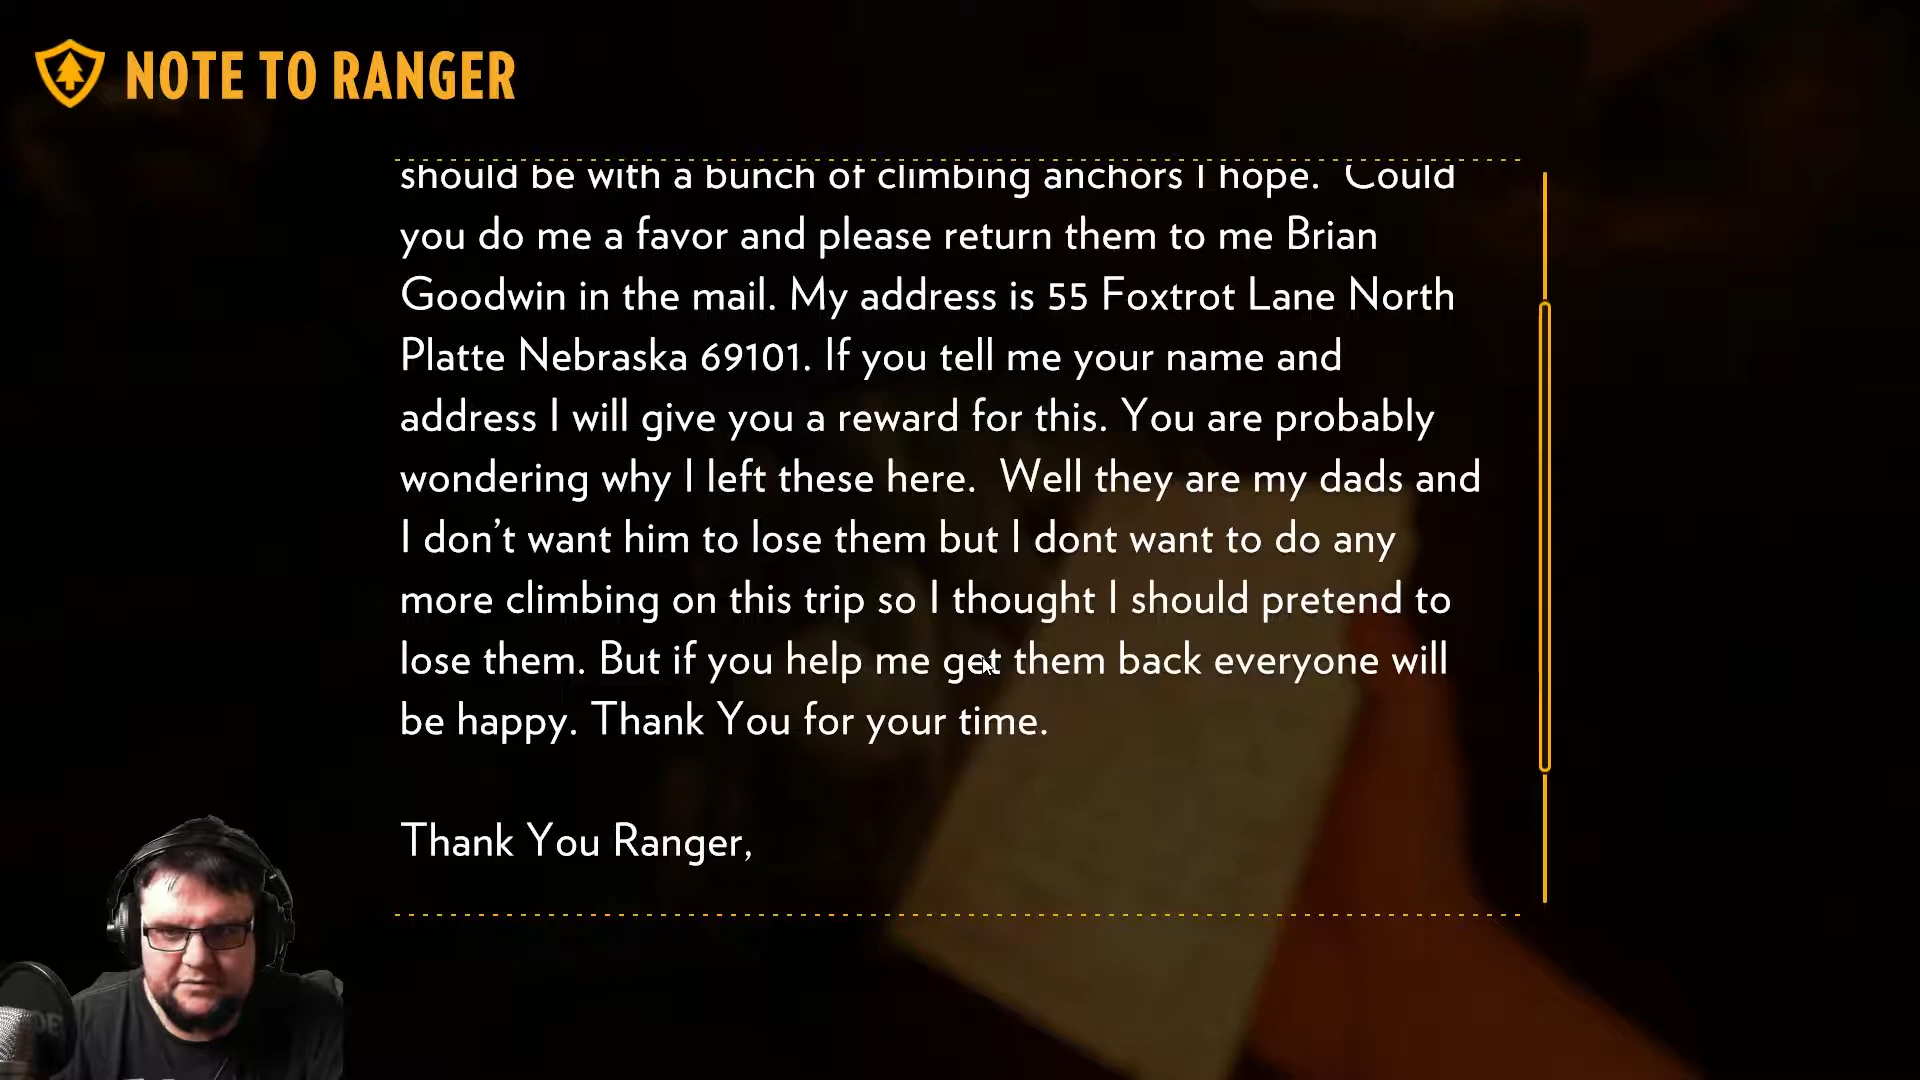 NOTE TO RANGER
should be with a bunch of climbing anchors I hope.  Could
you do me a favor and please return them to me Brian
Goodwin in the mail. My address is 55 Foxtrot Lane North
Platte Nebraska 69101. If you tell me your name and
address I will give you a reward for this. You are probably
wondering why I left these here.  Well they are my dads and
I don’t want him to lose them but I dont want to do any
more climbing on this trip so I thought I should pretend to
lose them. But if you help me get them back everyone will
be happy. Thank You for your time.
Thank You Ranger,